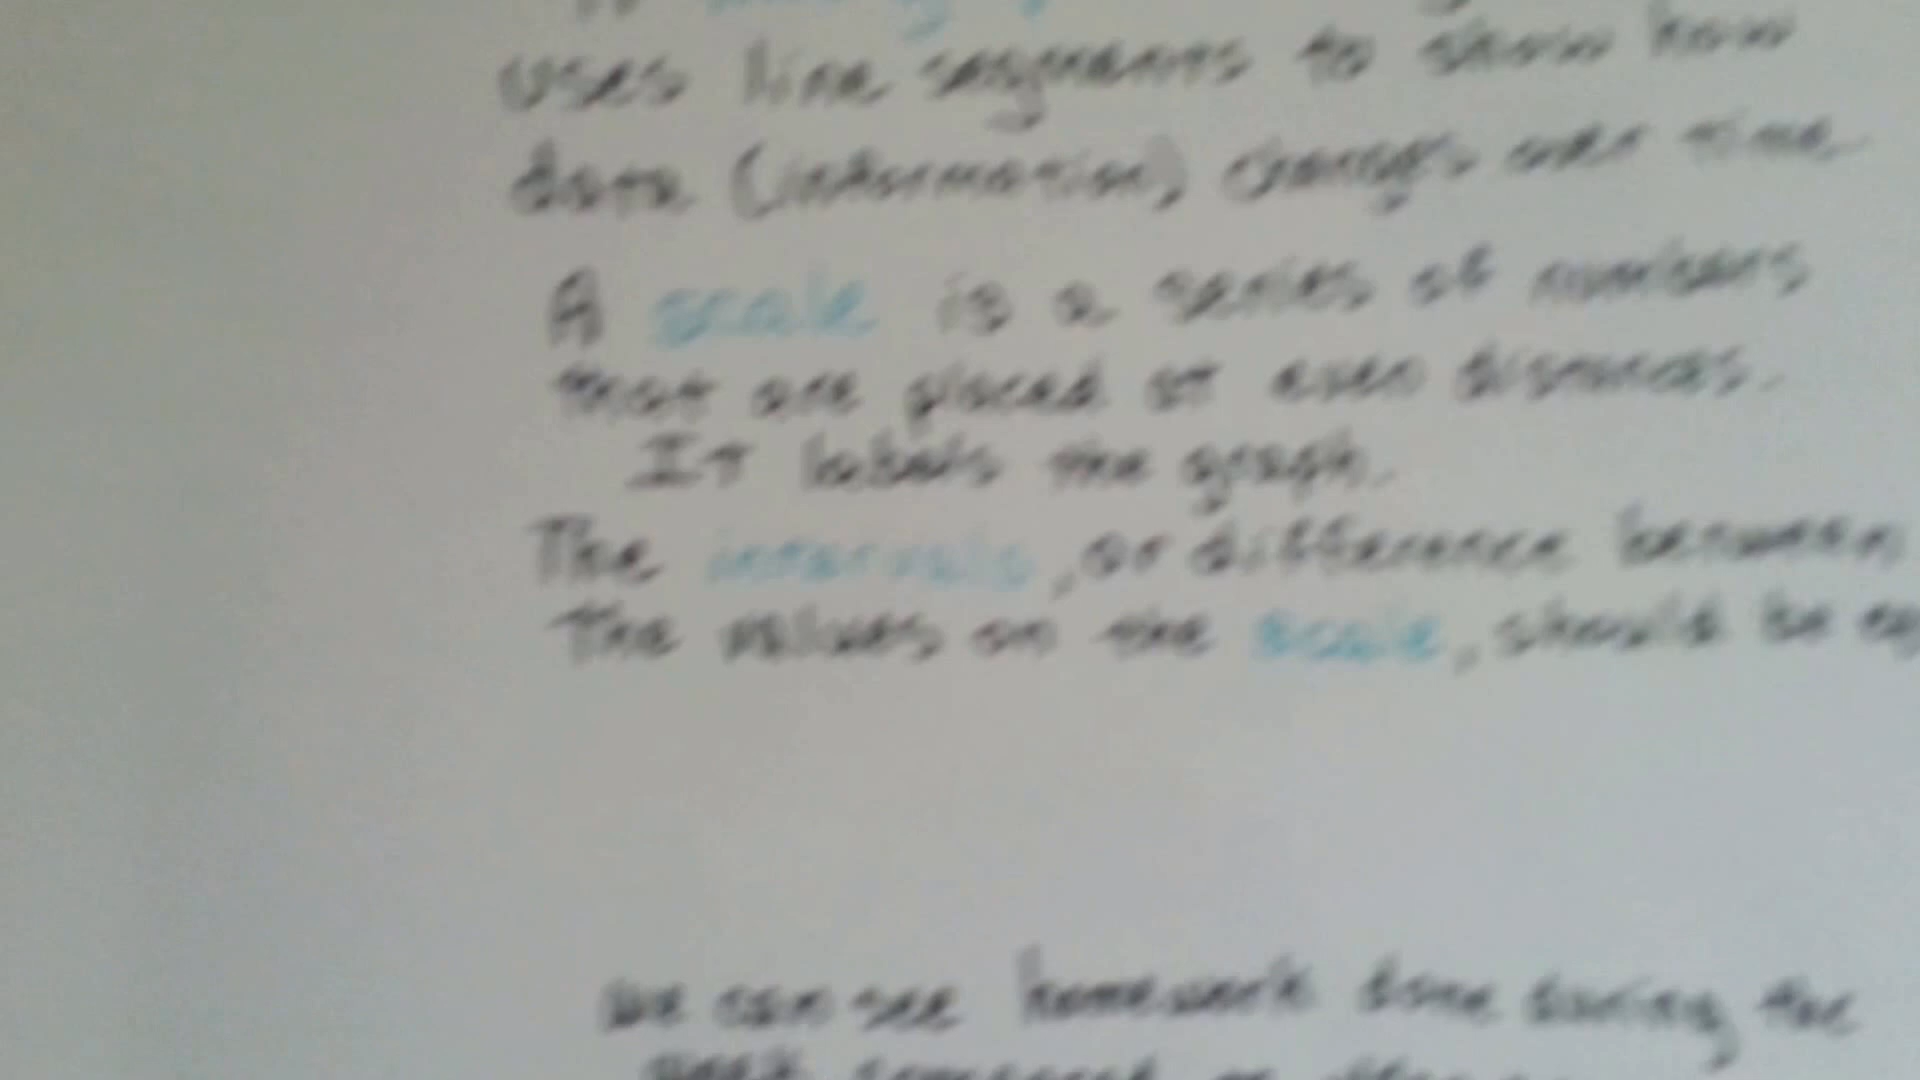 A
uses line segments to show how
data (information) changes over time.
A scale is a series of numbers
that are placed at even distances.
It labels the graph.
The intervals, or difference between
the values on the scale, should be
We can see homework done during the